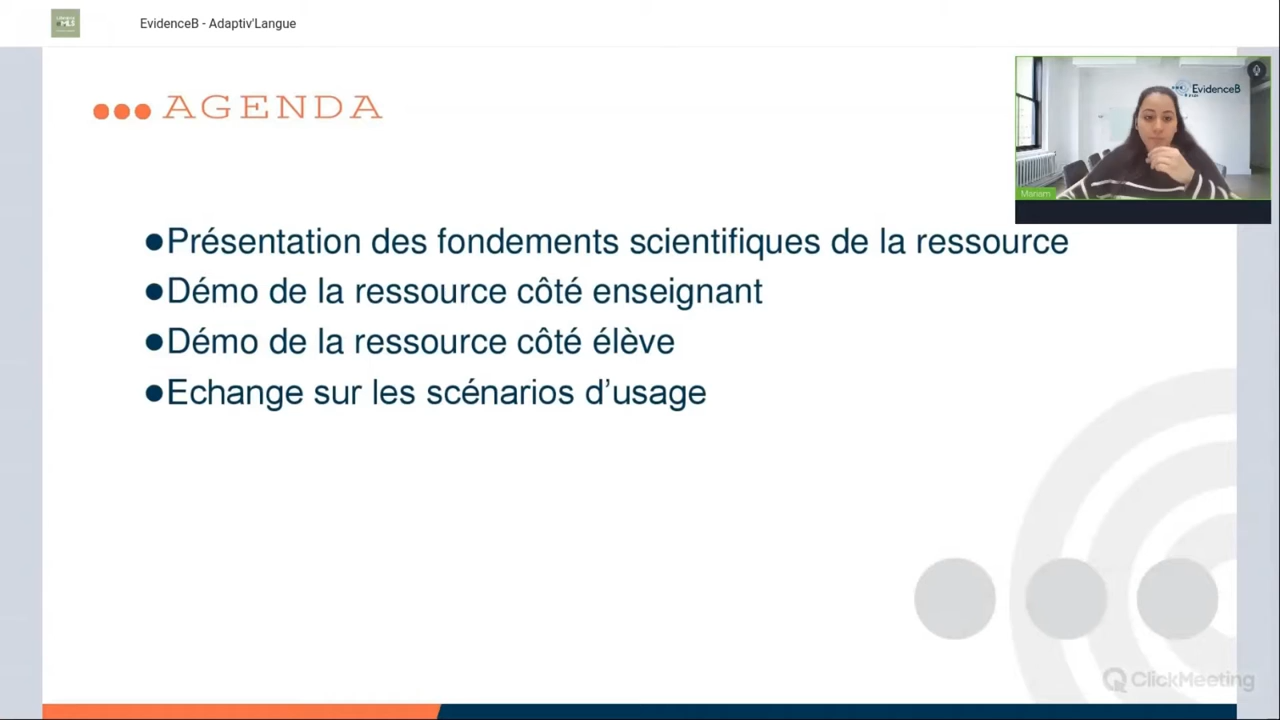 EvidenceB - Adaptiv'Langue
AGENDA
EvidenceB
Mariam
●Présentation des fondements scientifiques de la ressource
●Démo de la ressource côté enseignant
●Démo de la ressource côté élève
●Echange sur les scénarios d’usage
ClickMeeting